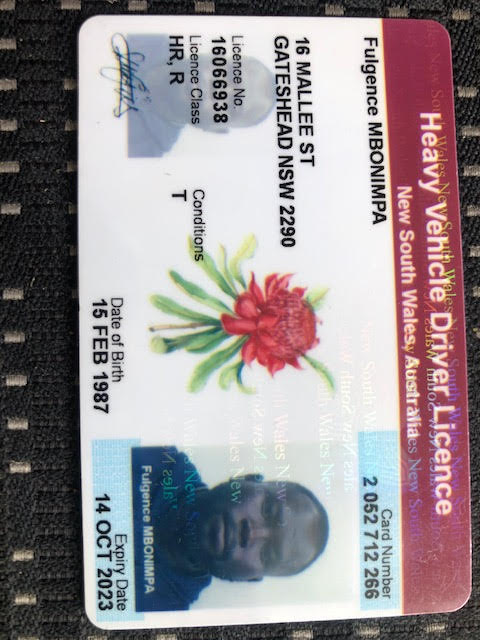 Heavy Vehicle Driver Licence
New South Wales, Australia
Fulgence MBONIMPA
Card Number
2 052 712 266
16 MALLEE ST
GATESHEAD NSW 2290
Licence No.
16066938
Licence Class
HR, R
Conditions
T
Date of Birth
15 FEB 1987
Fulgence MBONIMPA
Expiry Date
14 OCT 2023